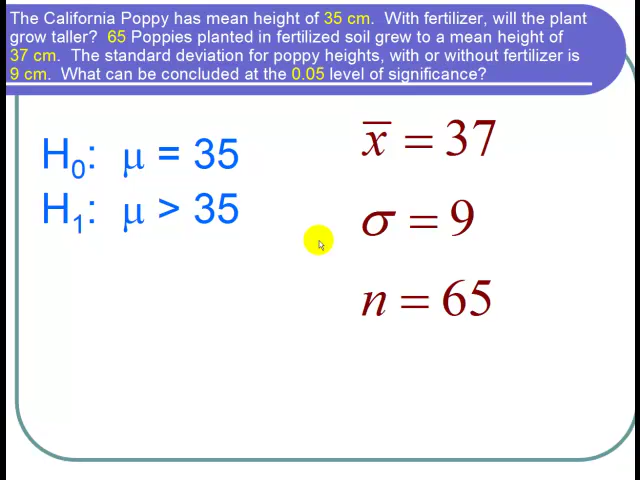 The California Poppy has mean height of 35 cm. With fertilizer, will the plant
grow taller? 65 Poppies planted in fertilized soil grew to a mean height of
37 cm. The standard deviation for poppy heights, with or without fertilizer is
9 cm. What can be concluded at the 0.05 level of significance?
H₀: μ = 35
H₁: μ > 35
x̄ = 37
σ = 9
n = 65